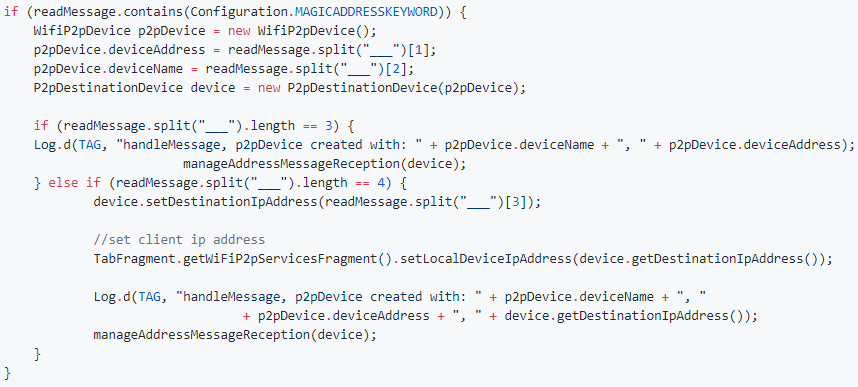 if (readMessage.contains(Configuration.MAGICADDRESSKEYWORD)) {
    WifiP2pDevice p2pDevice = new WifiP2pDevice();
    p2pDevice.deviceAddress = readMessage.split("___")[1];
    p2pDevice.deviceName = readMessage.split("___")[2];
    P2pDestinationDevice device = new P2pDestinationDevice(p2pDevice);

    if (readMessage.split("___").length == 3) {
    Log.d(TAG, "handleMessage, p2pDevice created with: " + p2pDevice.deviceName + ", " + p2pDevice.deviceAddress);
                        manageAddressMessageReception(device);
    } else if (readMessage.split("___").length == 4) {
            device.setDestinationIpAddress(readMessage.split("___")[3]);

            //set client ip address
            TabFragment.getWiFiP2pServicesFragment().setLocalDeviceIpAddress(device.getDestinationIpAddress());

            Log.d(TAG, "handleMessage, p2pDevice created with: " + p2pDevice.deviceName + ", "
                                + p2pDevice.deviceAddress + ", " + device.getDestinationIpAddress());
            manageAddressMessageReception(device);
    }
}